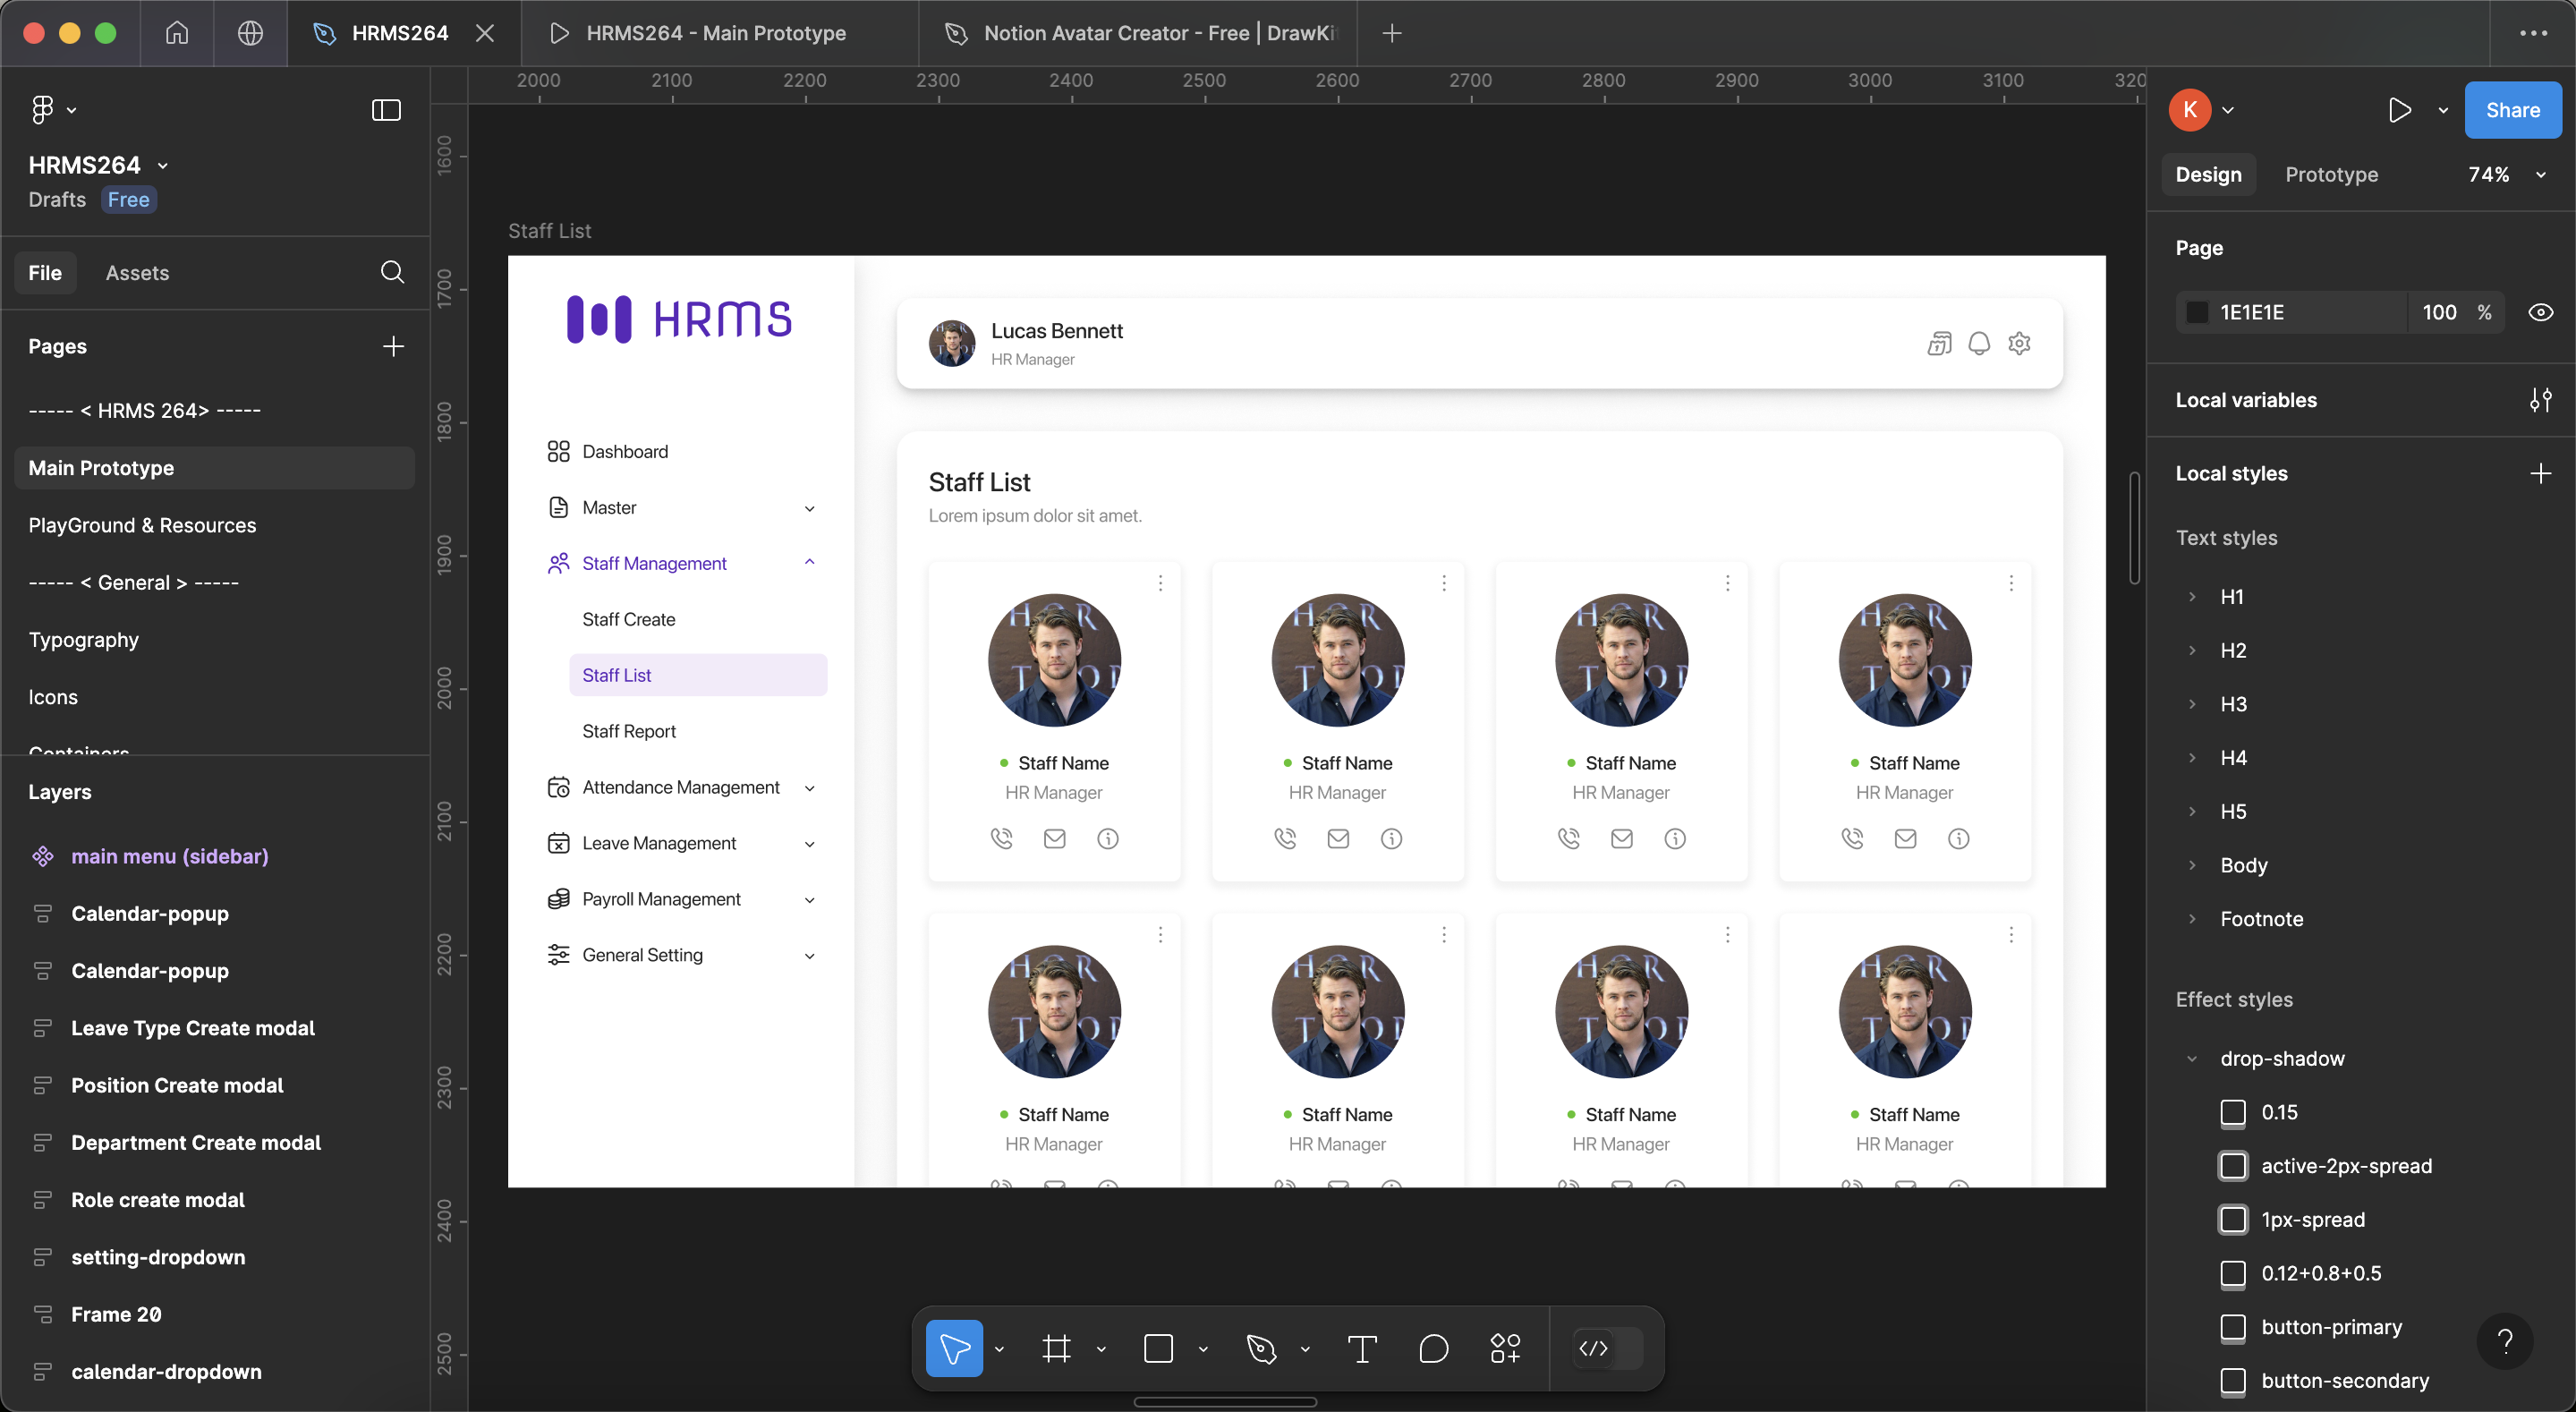 HRMS264
HRMS264 - Main Prototype
Notion Avatar Creator - Free | DrawKi
HRMS264
Drafts Free
File Assets
Pages
----- < HRMS 264> -----
Main Prototype
PlayGround & Resources
----- < General > -----
Typography
Icons
Containers
Layers
main menu (sidebar)
Calendar-popup
Calendar-popup
Leave Type Create modal
Position Create modal
Department Create modal
Role create modal
setting-dropdown
Frame 20
calendar-dropdown
2000 2100 2200 2300 2400 2500 2600 2700 2800 2900 3000 3100 320
1600
1700
1800
1900
2000
2100
2200
2300
2400
2500
Staff List
HRMS
Dashboard
Master
Staff Management
Staff Create
Staff List
Staff Report
Attendance Management
Leave Management
Payroll Management
General Setting
Lucas Bennett
HR Manager
Staff List
Lorem ipsum dolor sit amet.
Staff Name Staff Name Staff Name Staff Name
HR Manager HR Manager HR Manager HR Manager
Staff Name Staff Name Staff Name Staff Name
HR Manager HR Manager HR Manager HR Manager
K
Share
Design Prototype 74%
Page
1E1E1E 100 %
Local variables
Local styles
Text styles
H1
H2
H3
H4
H5
Body
Footnote
Effect styles
drop-shadow
0.15
active-2px-spread
1px-spread
0.12+0.8+0.5
button-primary
button-secondary
?